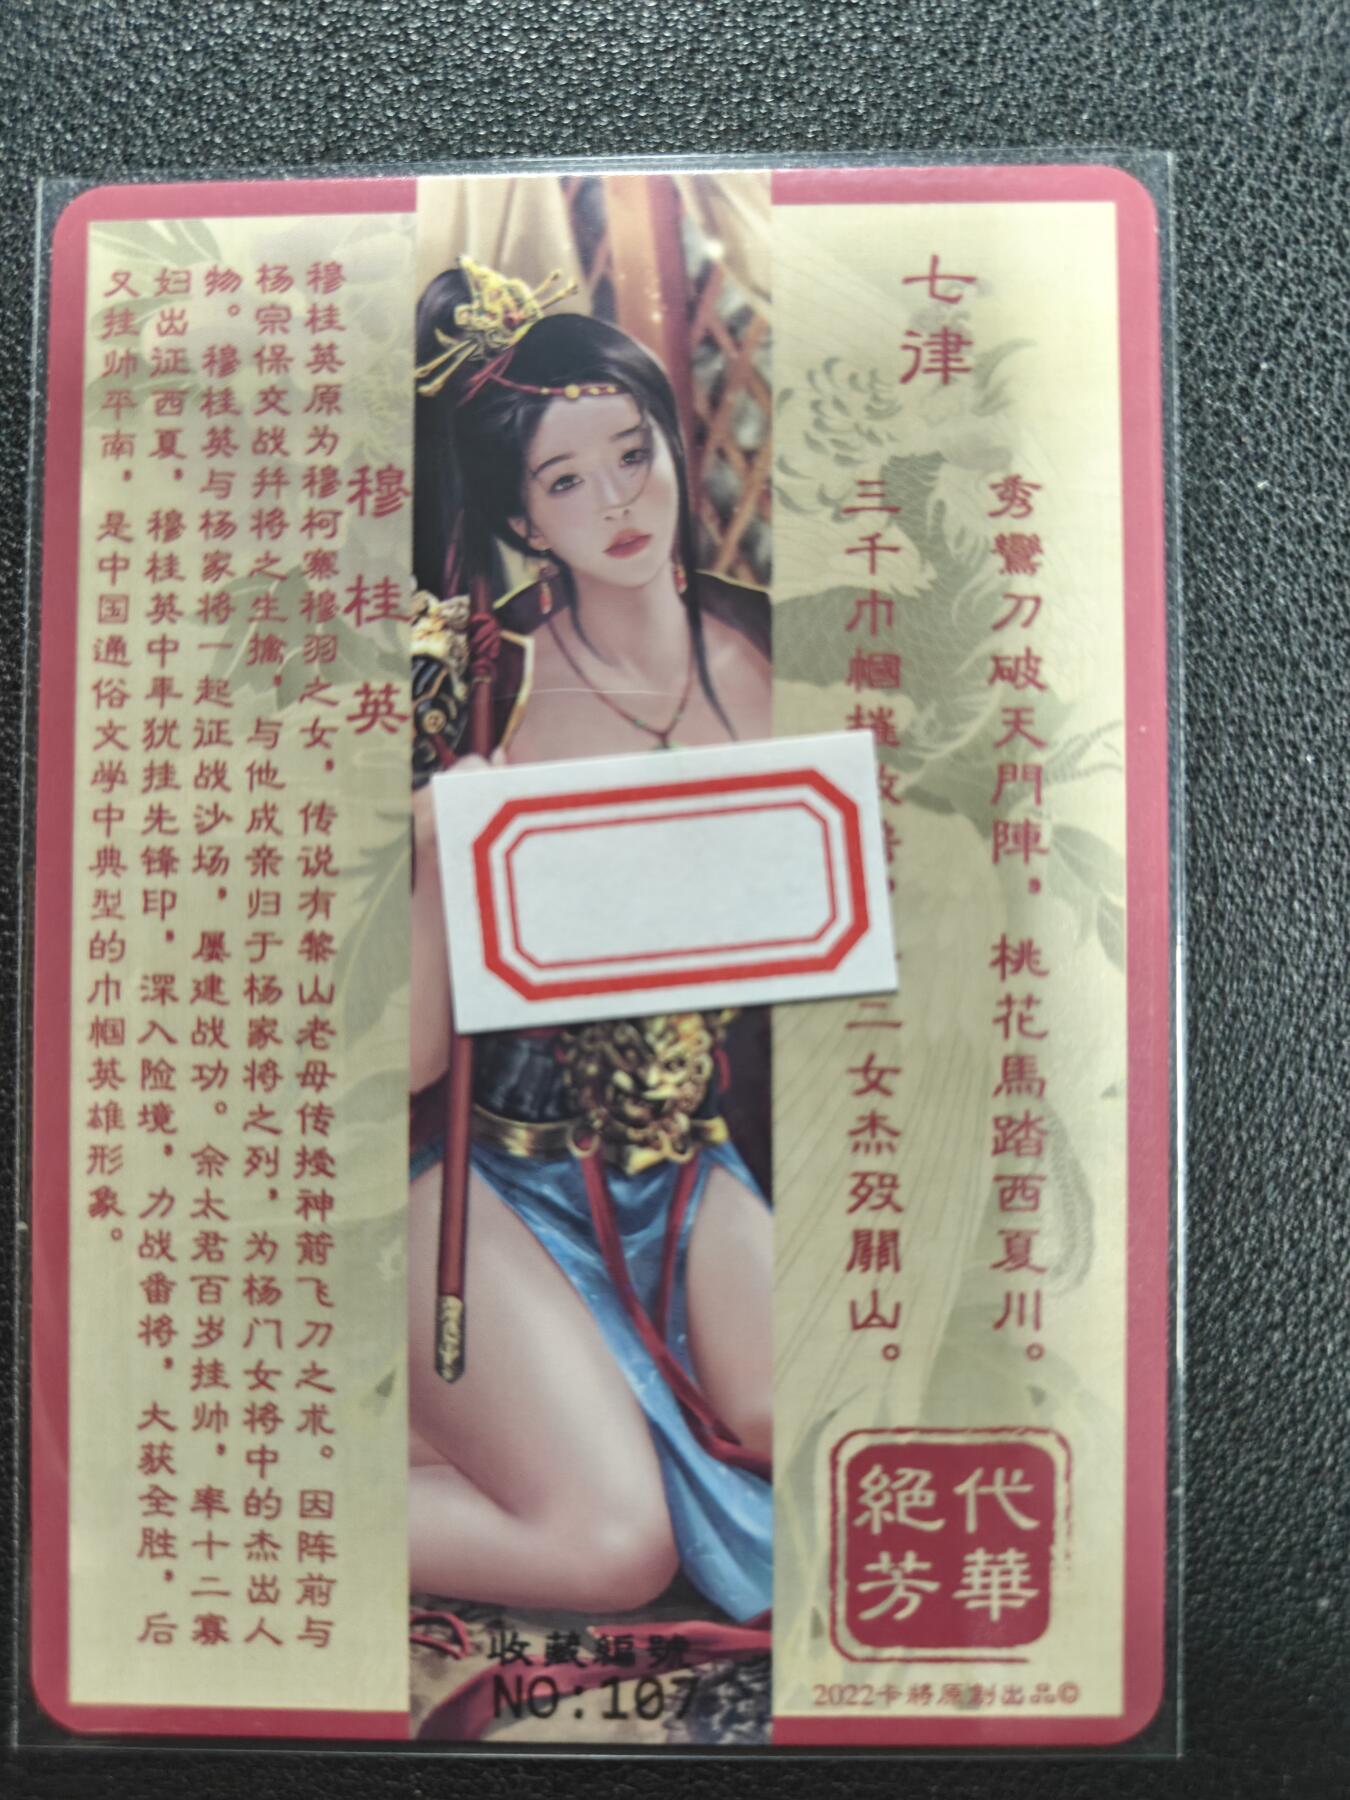 七律
秀鸞刀破天門陣，桃花馬踏西夏川。
三千巾帼摧敌 二女杰殁關山。
代華
絕芳
2022卡將原創出品©
穆桂英
穆桂英原为穆柯寨穆羽之女，传说有黎山老母传授神箭飞刀之术。因阵前与
杨宗保交战并将之生擒，与他成亲归于杨家将之列，为杨门女将中的杰出人
物。穆桂英与杨家将一起证战沙场，屡建战功。佘太君百岁挂帅，率十二寡
妇出证西夏，穆桂英中年犹挂先锋印，深入险境，力战番将，大获全胜，后
又挂帅平南，是中国通俗文学中典型的巾帼英雄形象。
收藏編號
NO:107